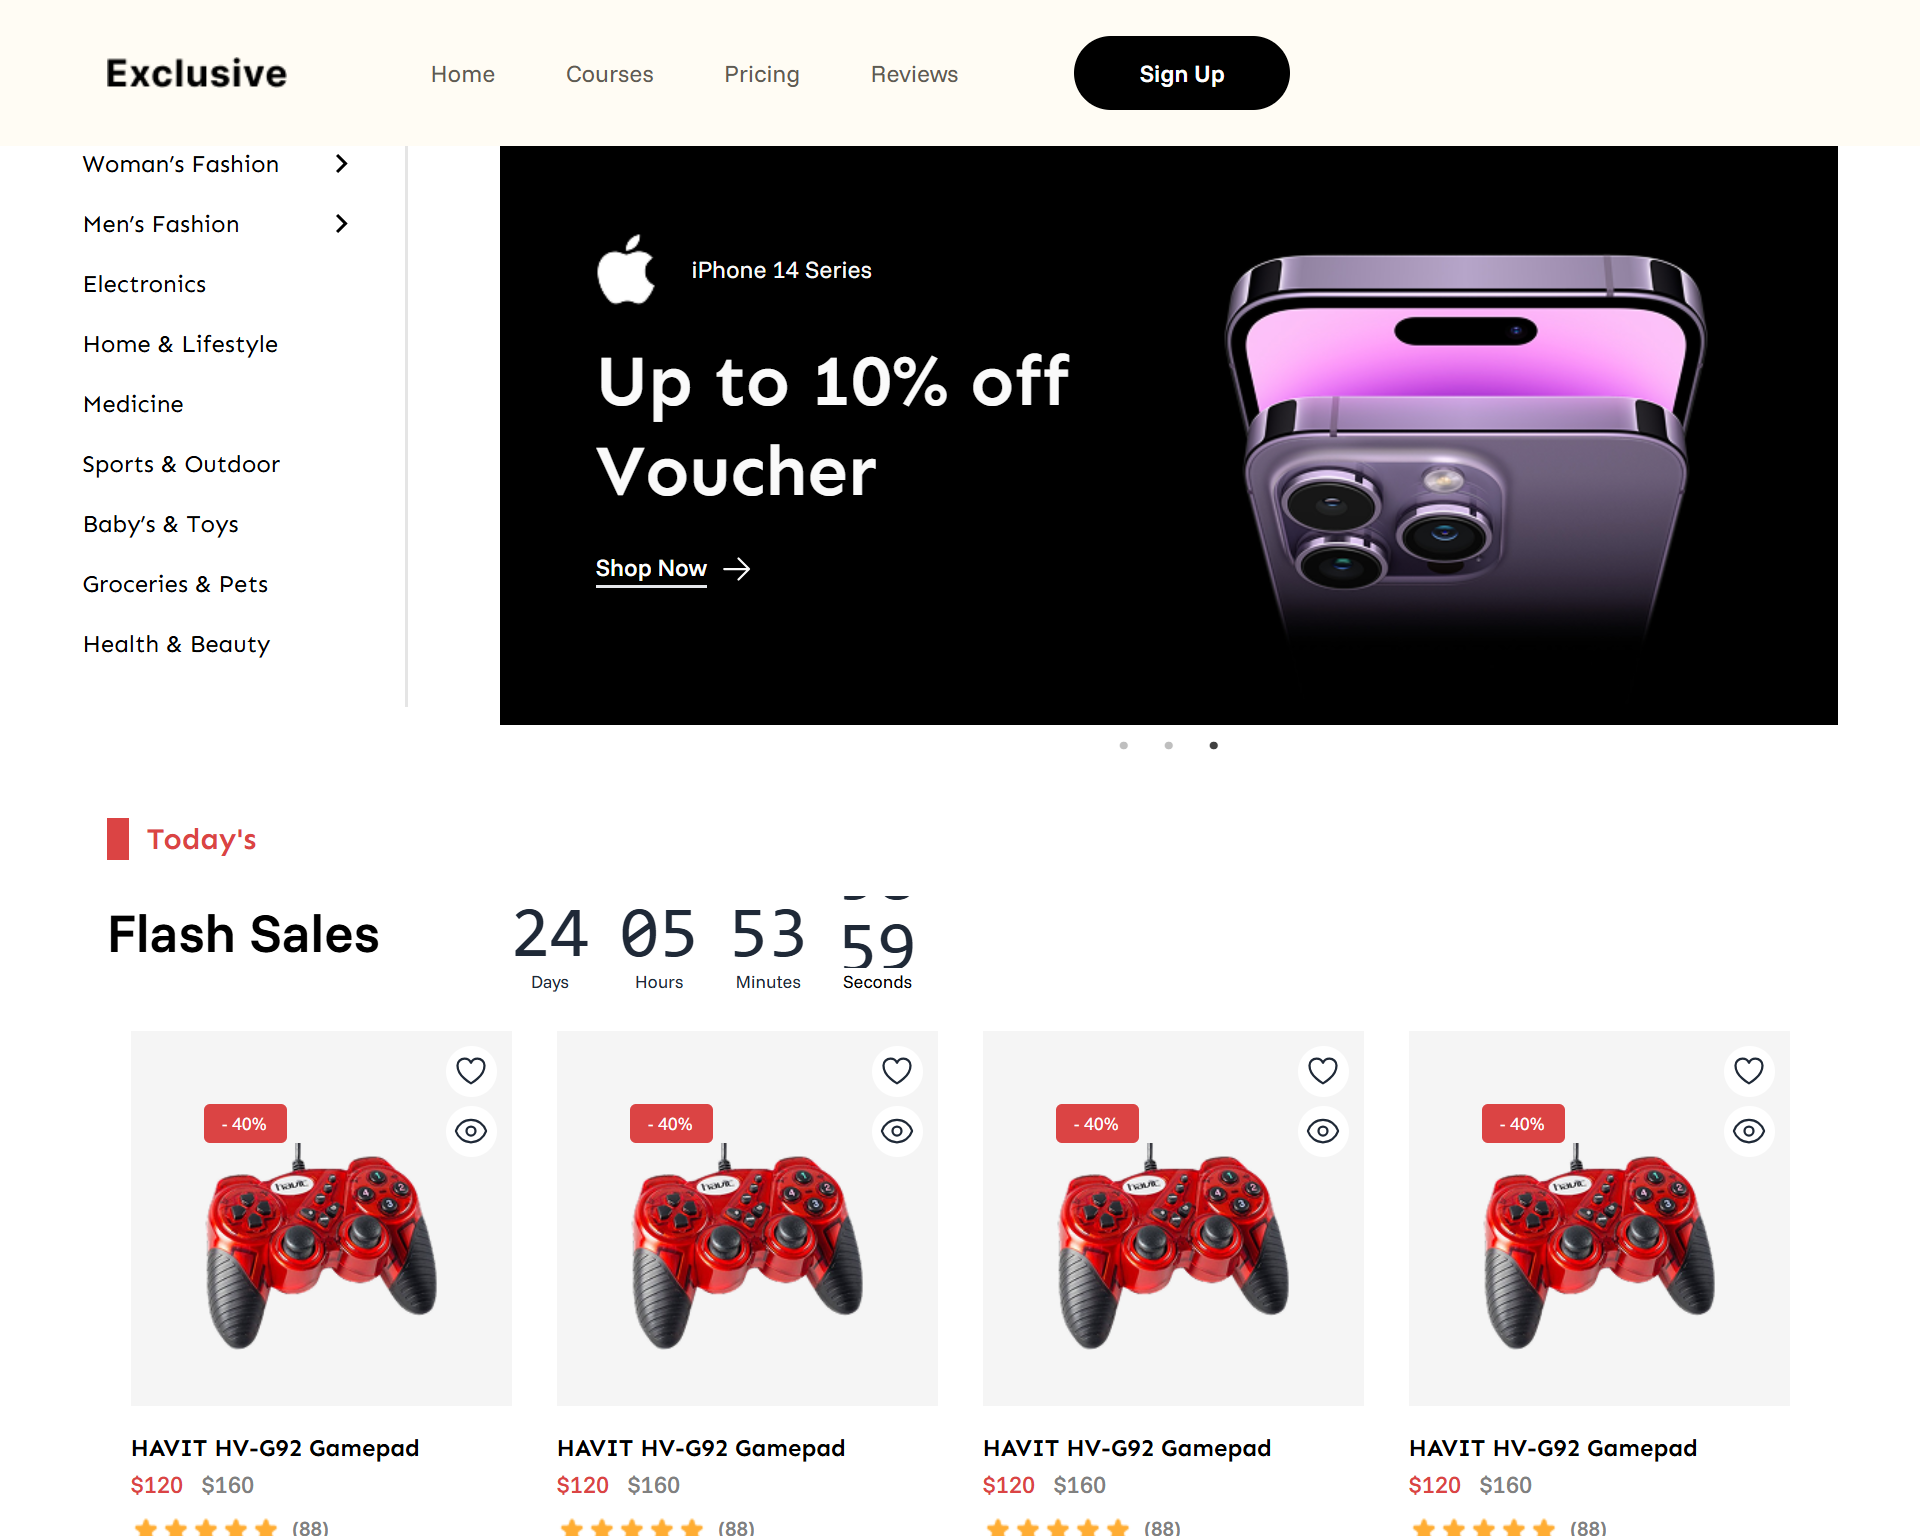 Exclusive
Home Courses Pricing Reviews Sign Up
Woman’s Fashion
Men’s Fashion
Electronics
Home & Lifestyle
Medicine
Sports & Outdoor
Baby’s & Toys
Groceries & Pets
Health & Beauty
iPhone 14 Series
Up to 10% off
Voucher
Shop Now
Today's
Flash Sales
24 05 53 59
Days Hours Minutes Seconds
- 40% - 40% - 40% - 40%
havit havit havit havit
HAVIT HV-G92 Gamepad HAVIT HV-G92 Gamepad HAVIT HV-G92 Gamepad HAVIT HV-G92 Gamepad
$120 $160 $120 $160 $120 $160 $120 $160
(88) (88) (88) (88)